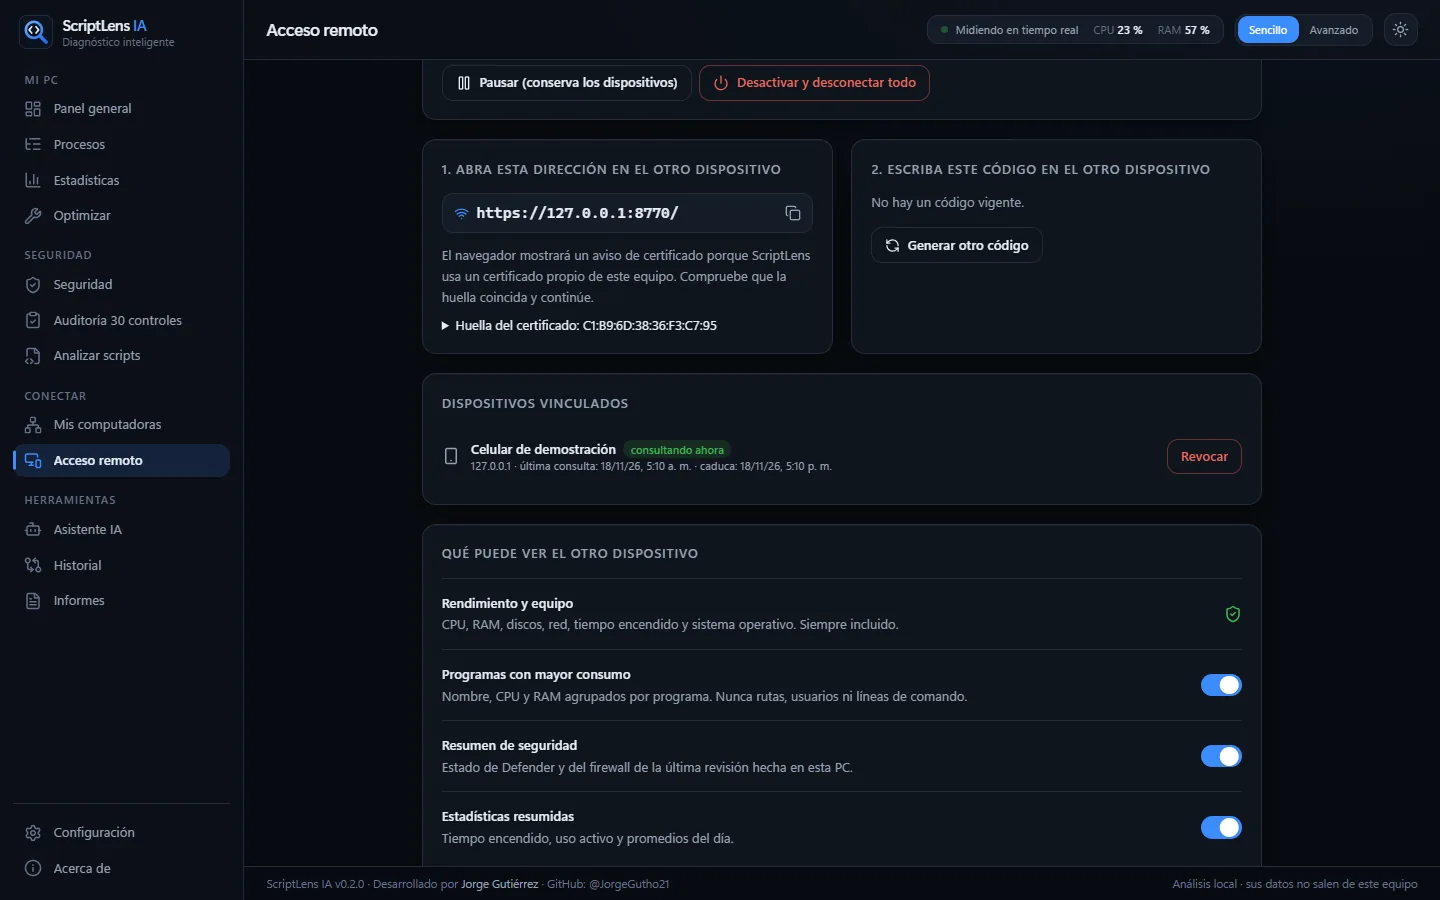 ScriptLens IA
Diagnóstico inteligente
Acceso remoto
Midiendo en tiempo real
CPU 23 %
RAM 57 %
Sencillo
Avanzado
MI PC
Panel general
Procesos
Estadísticas
Optimizar
SEGURIDAD
Seguridad
Auditoría 30 controles
Analizar scripts
CONECTAR
Mis computadoras
Acceso remoto
HERRAMIENTAS
Asistente IA
Historial
Informes
Configuración
Acerca de
Pausar (conserva los dispositivos)
Desactivar y desconectar todo
1. ABRA ESTA DIRECCIÓN EN EL OTRO DISPOSITIVO
https://127.0.0.1:8770/
El navegador mostrará un aviso de certificado porque ScriptLens
usa un certificado propio de este equipo. Compruebe que la
huella coincida y continúe.
Huella del certificado: C1:B9:6D:38:36:F3:C7:95
2. ESCRIBA ESTE CÓDIGO EN EL OTRO DISPOSITIVO
No hay un código vigente.
Generar otro código
DISPOSITIVOS VINCULADOS
Celular de demostración
consultando ahora
127.0.0.1 · última consulta: 18/11/26, 5:10 a. m. · caduca: 18/11/26, 5:10 p. m.
Revocar
QUÉ PUEDE VER EL OTRO DISPOSITIVO
Rendimiento y equipo
CPU, RAM, discos, red, tiempo encendido y sistema operativo. Siempre incluido.
Programas con mayor consumo
Nombre, CPU y RAM agrupados por programa. Nunca rutas, usuarios ni líneas de comando.
Resumen de seguridad
Estado de Defender y del firewall de la última revisión hecha en esta PC.
Estadísticas resumidas
Tiempo encendido, uso activo y promedios del día.
ScriptLens IA v0.2.0 · Desarrollado por Jorge Gutiérrez · GitHub: @JorgeGutho21
Análisis local · sus datos no salen de este equipo